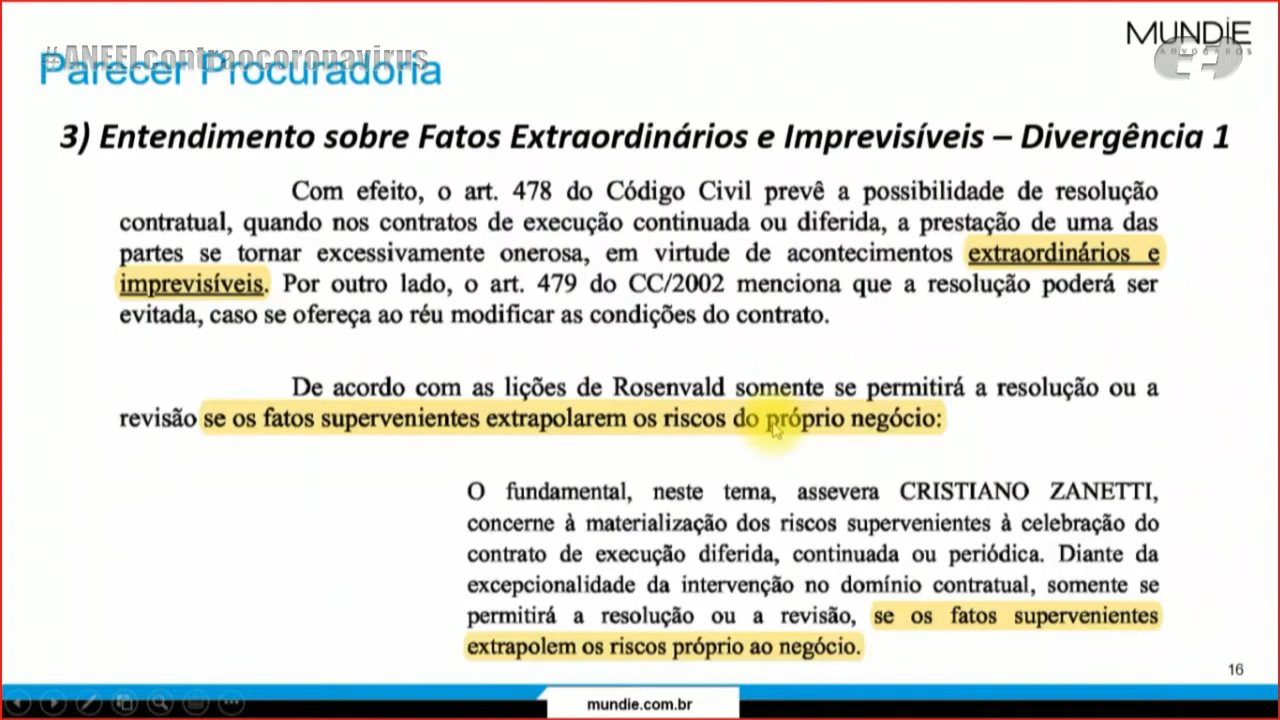 MUNDIE
ADVOGADOS
#ANEELcontraocoronavirus
Parecer Procuradoria
3) Entendimento sobre Fatos Extraordinários e Imprevisíveis – Divergência 1
Com efeito, o art. 478 do Código Civil prevê a possibilidade de resolução
contratual, quando nos contratos de execução continuada ou diferida, a prestação de uma das
partes se tornar excessivamente onerosa, em virtude de acontecimentos extraordinários e
imprevisíveis. Por outro lado, o art. 479 do CC/2002 menciona que a resolução poderá ser
evitada, caso se ofereça ao réu modificar as condições do contrato.
De acordo com as lições de Rosenvald somente se permitirá a resolução ou a
revisão se os fatos supervenientes extrapolarem os riscos do próprio negócio:
O fundamental, neste tema, assevera CRISTIANO ZANETTI,
concerne à materialização dos riscos supervenientes à celebração do
contrato de execução diferida, continuada ou periódica. Diante da
excepcionalidade da intervenção no domínio contratual, somente se
permitirá a resolução ou a revisão, se os fatos supervenientes
extrapolem os riscos próprio ao negócio.
16
mundie.com.br